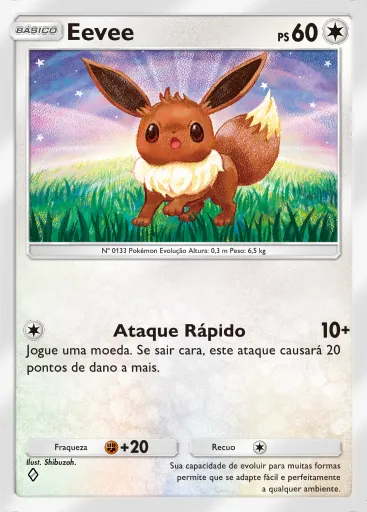 BÁSICO Eevee PS 60
Nº 0133 Pokémon Evolução Altura: 0,3 m Peso: 6,5 kg
Ataque Rápido 10+
Jogue uma moeda. Se sair cara, este ataque causará 20
pontos de dano a mais.
Fraqueza +20 Recuo
Ilust. Shibuzoh.
Sua capacidade de evoluir para muitas formas
permite que se adapte fácil e perfeitamente
a qualquer ambiente.